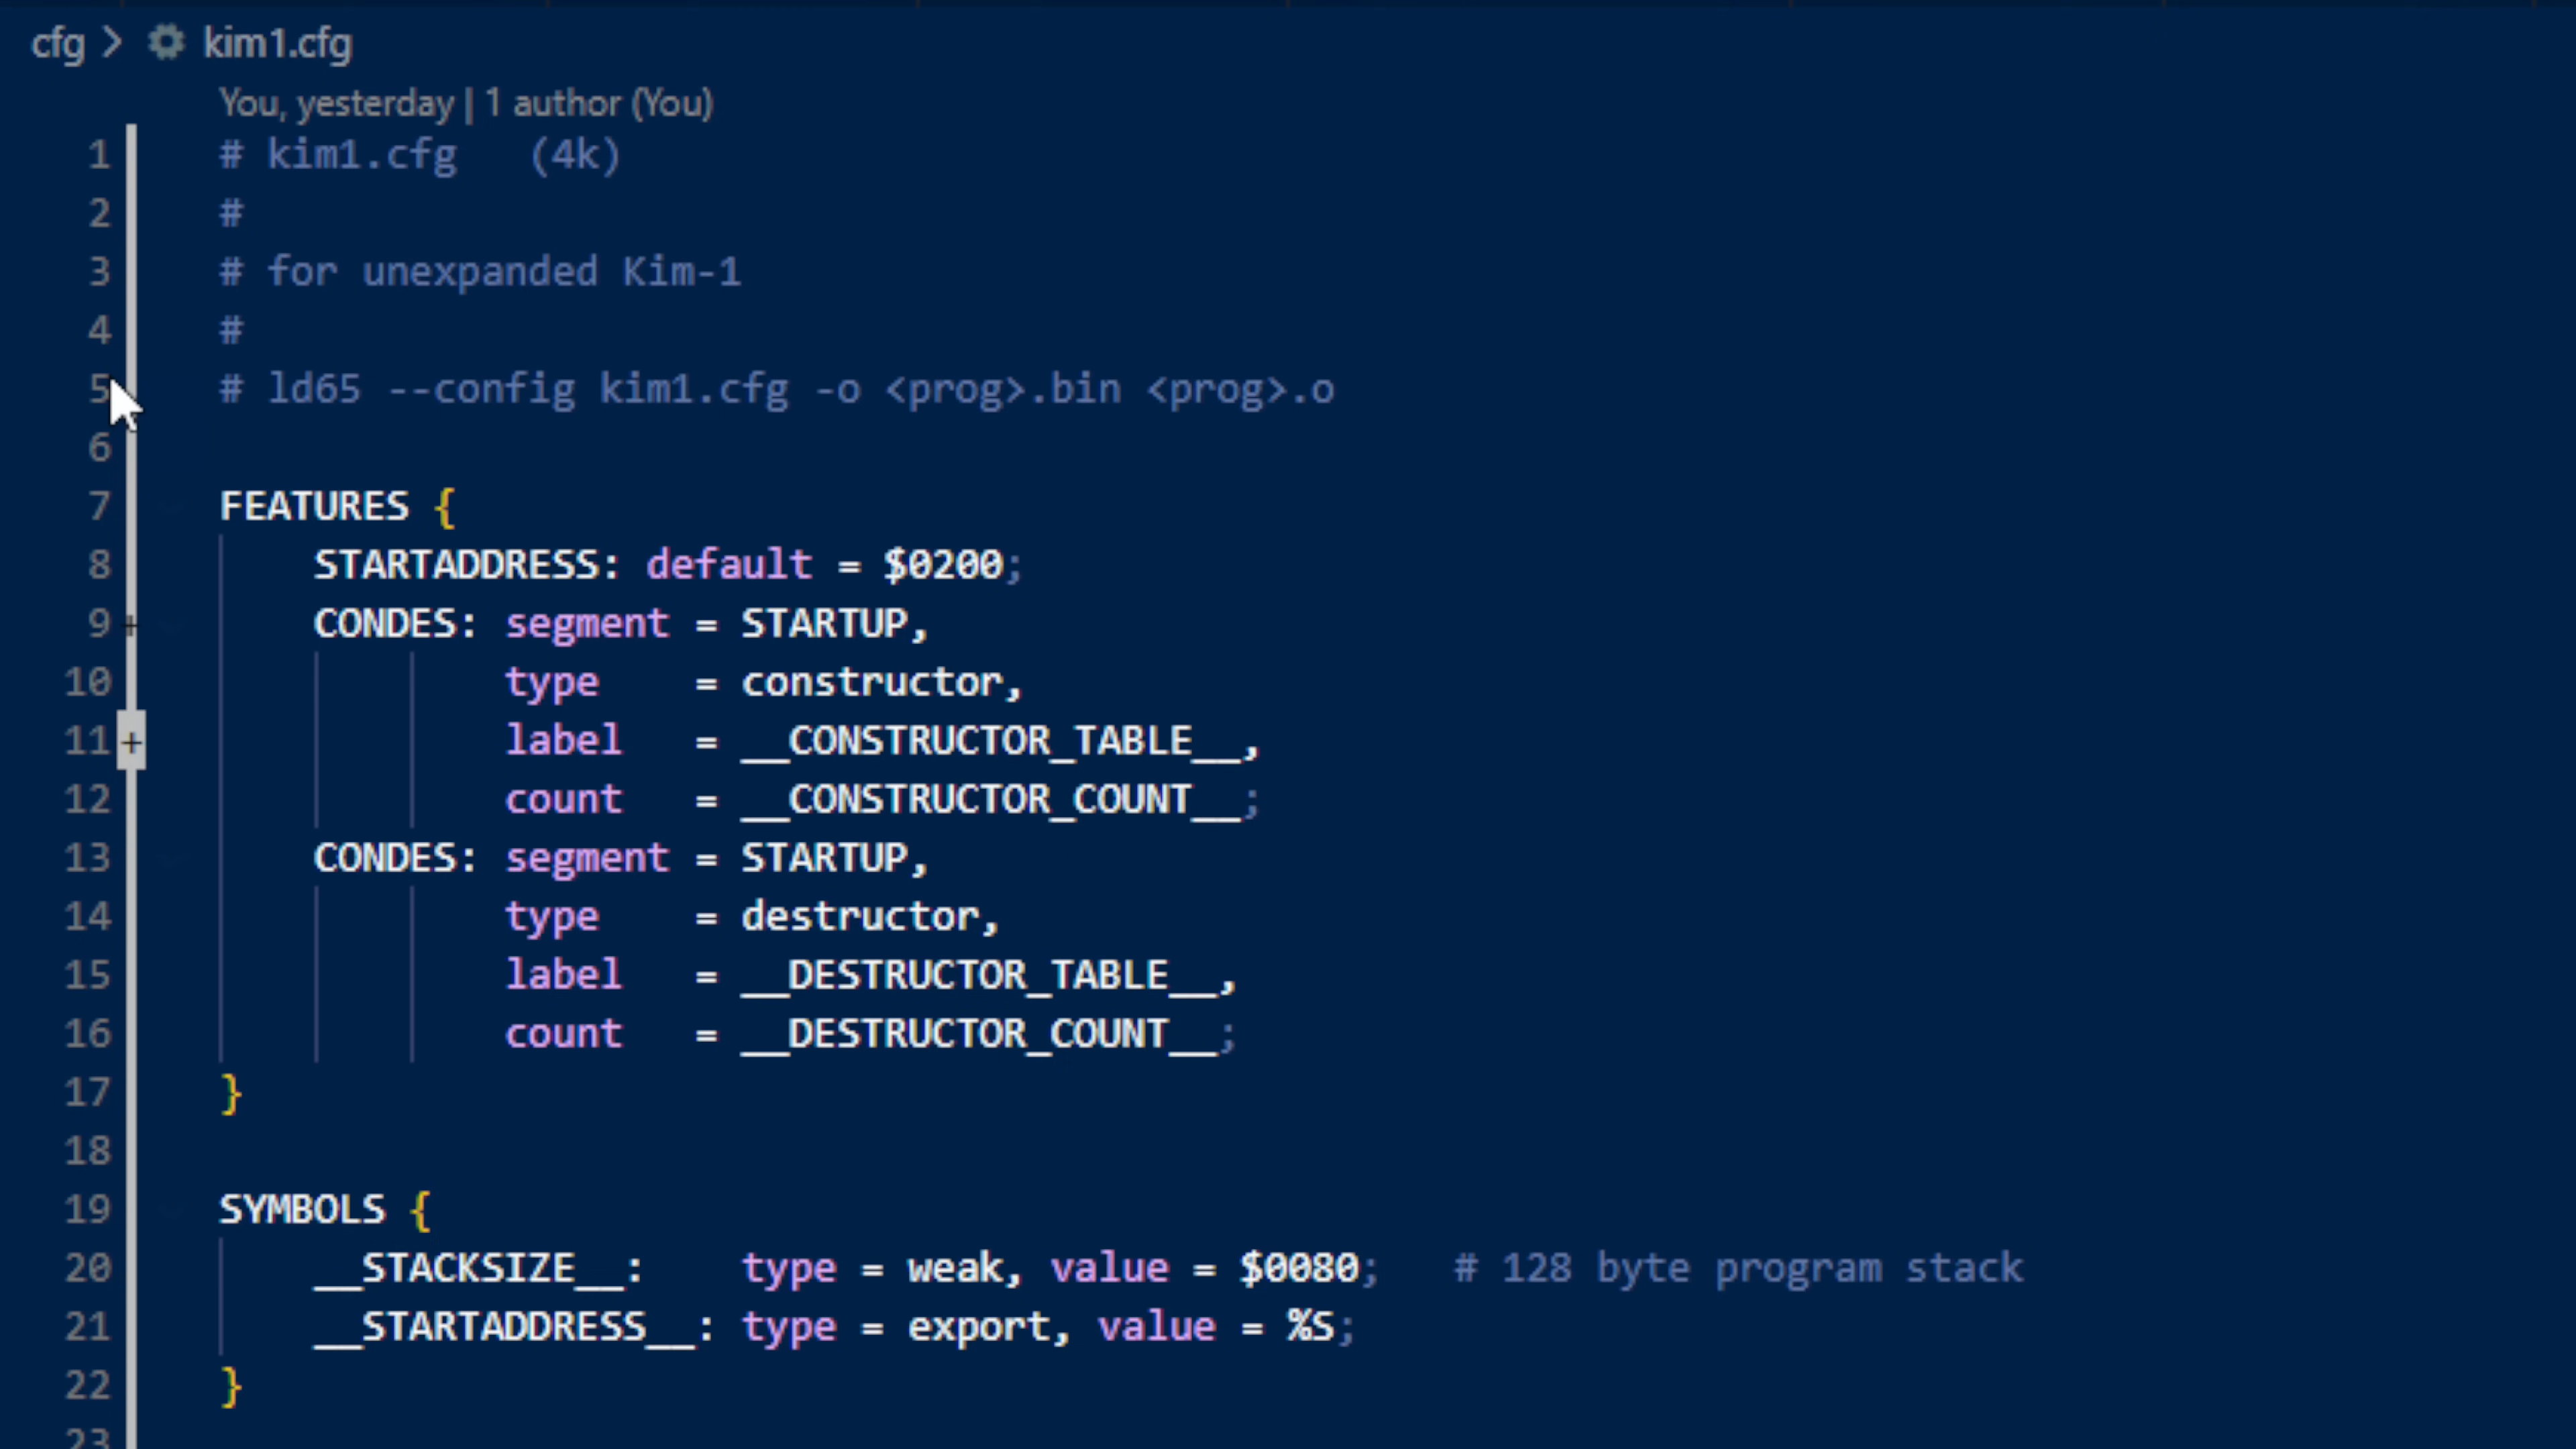 cfg > kim1.cfg
You, yesterday | 1 author (You)
1 # kim1.cfg   (4k)
2 #
3 # for unexpanded Kim-1
4 #
5 # ld65 --config kim1.cfg -o <prog>.bin <prog>.o
6
7 FEATURES {
8     STARTADDRESS: default = $0200;
9 +     CONDES: segment = STARTUP,
10             type    = constructor,
11 +             label   = __CONSTRUCTOR_TABLE__,
12             count   = __CONSTRUCTOR_COUNT__;
13     CONDES: segment = STARTUP,
14             type    = destructor,
15             label   = __DESTRUCTOR_TABLE__,
16             count   = __DESTRUCTOR_COUNT__;
17 }
18
19 SYMBOLS {
20     __STACKSIZE__:    type = weak, value = $0080;   # 128 byte program stack
21     __STARTADDRESS__: type = export, value = %S;
22 }
23